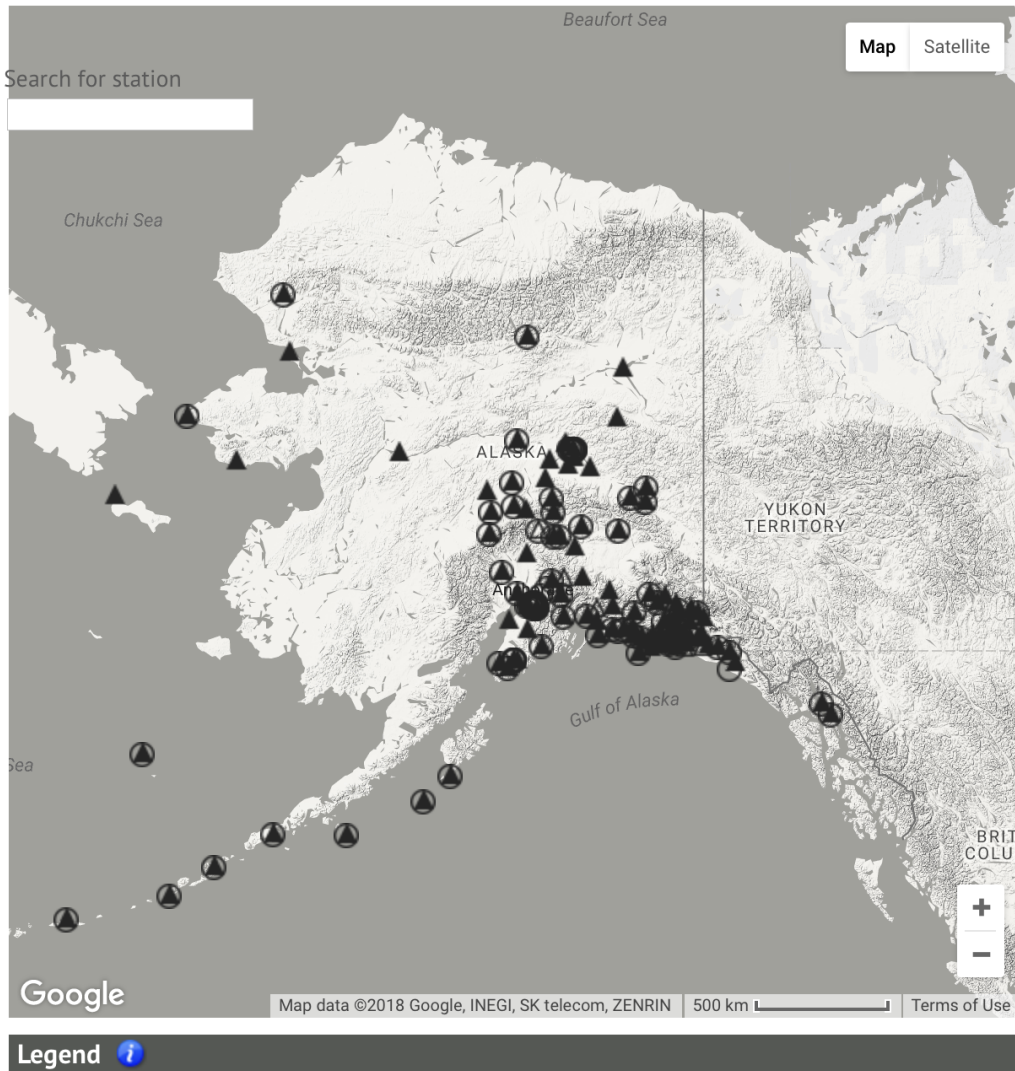 Beaufort Sea
Map
Satellite
Search for station
Chukchi Sea
ALASKA
YUKON
TERRITORY
Gulf of Alaska
Sea
BRIT
COLU
+
−
Google
Map data ©2018 Google, INEGI, SK telecom, ZENRIN
500 km
Terms of Use
Legend i